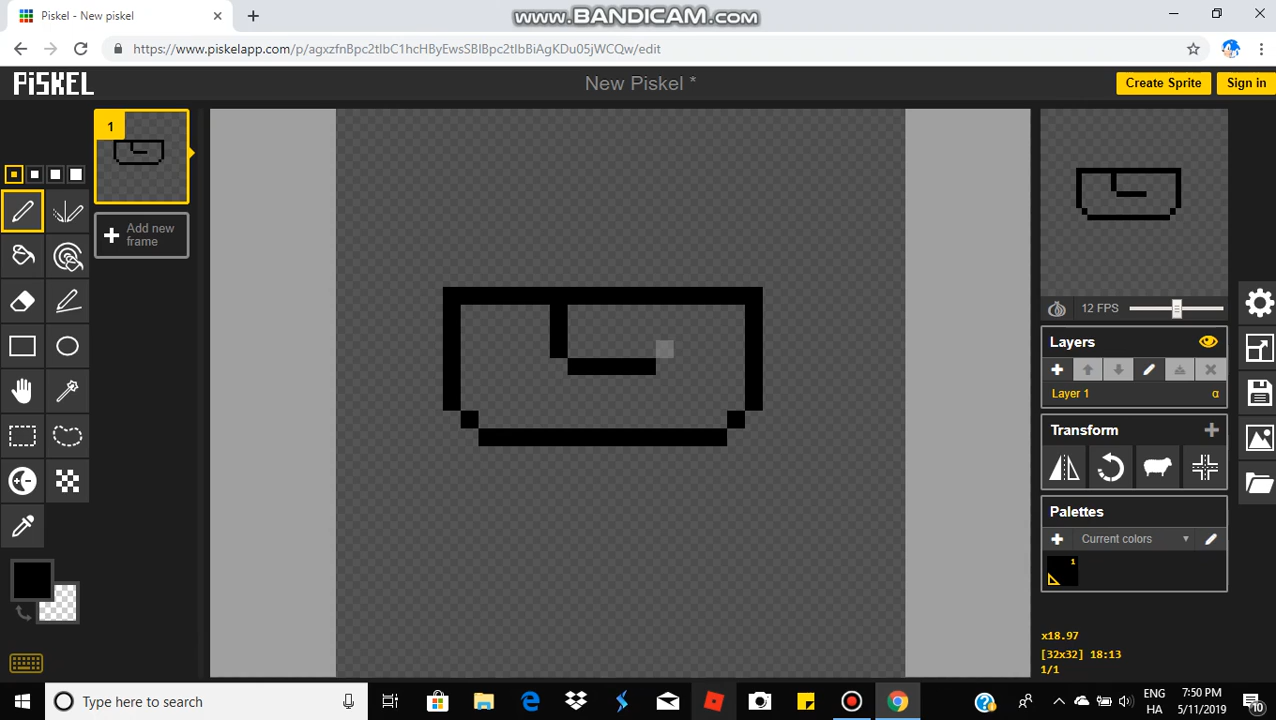 Piskel - New piskel
www.BANDICAM.com
https://www.piskelapp.com/p/agxzfnBpc2tlbC1hcHByEwsSBlBpc2tlbBiAgKDu05jWCQw/edit
PiSKEL
New Piskel *
Create Sprite
Sign in
1
Add new
frame
12 FPS
Layers
Layer 1
α
Transform
Palettes
Current colors
1
x18.97
[32x32] 18:13
1/1
Type here to search
ENG
HA
7:50 PM
5/11/2019
10